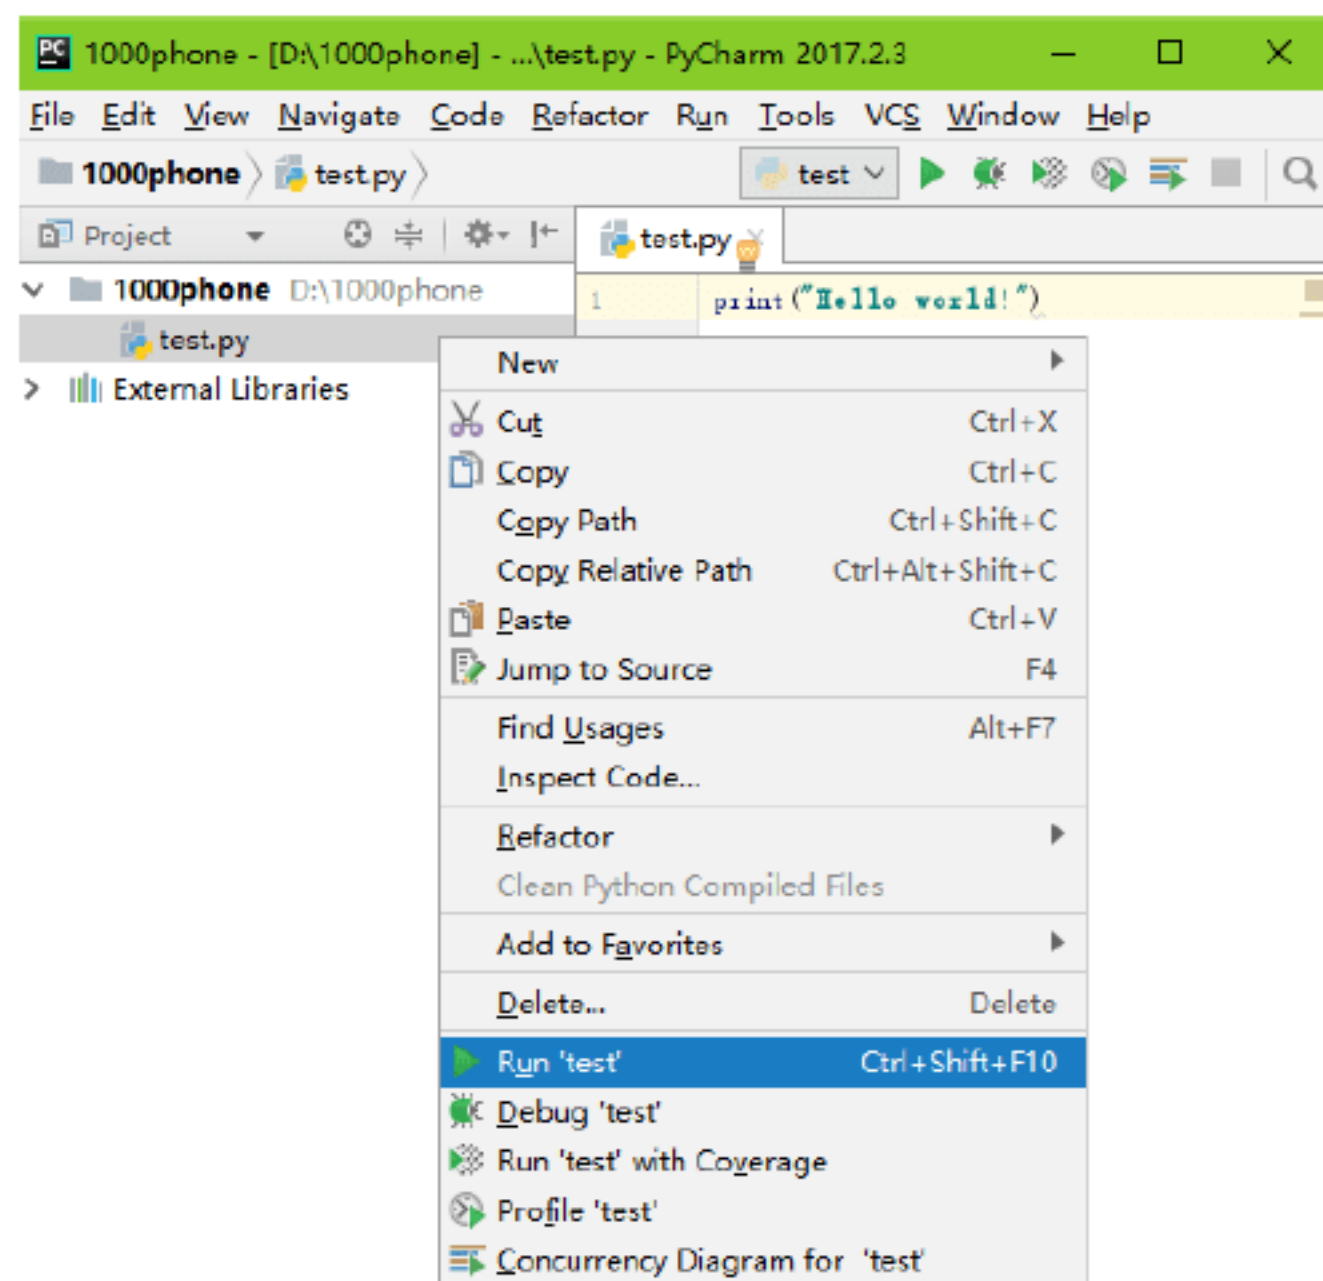 PC 1000phone - [D:\1000phone] - ...\test.py - PyCharm 2017.2.3
File Edit View Navigate Code Refactor Run Tools VCS Window Help
1000phone test.py test
Project test.py
1000phone D:\1000phone
1 print("Hello world!")
test.py
External Libraries
New
Cut Ctrl+X
Copy Ctrl+C
Copy Path Ctrl+Shift+C
Copy Relative Path Ctrl+Alt+Shift+C
Paste Ctrl+V
Jump to Source F4
Find Usages Alt+F7
Inspect Code...
Refactor
Clean Python Compiled Files
Add to Favorites
Delete... Delete
Run 'test' Ctrl+Shift+F10
Debug 'test'
Run 'test' with Coverage
Profile 'test'
Concurrency Diagram for 'test'